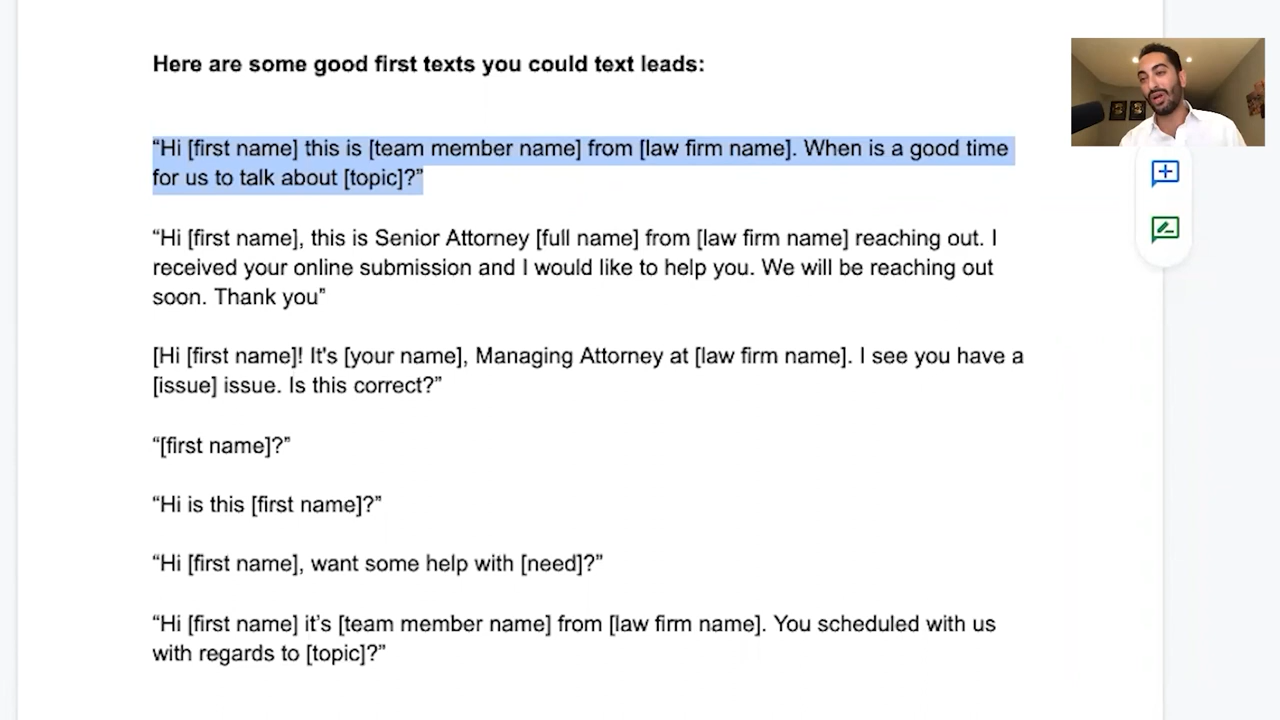 Here are some good first texts you could text leads:
“Hi [first name] this is [team member name] from [law firm name]. When is a good time
for us to talk about [topic]?”
“Hi [first name], this is Senior Attorney [full name] from [law firm name] reaching out. I
received your online submission and I would like to help you. We will be reaching out
soon. Thank you”
[Hi [first name]! It's [your name], Managing Attorney at [law firm name]. I see you have a
[issue] issue. Is this correct?”
“[first name]?”
“Hi is this [first name]?”
“Hi [first name], want some help with [need]?”
“Hi [first name] it’s [team member name] from [law firm name]. You scheduled with us
with regards to [topic]?”